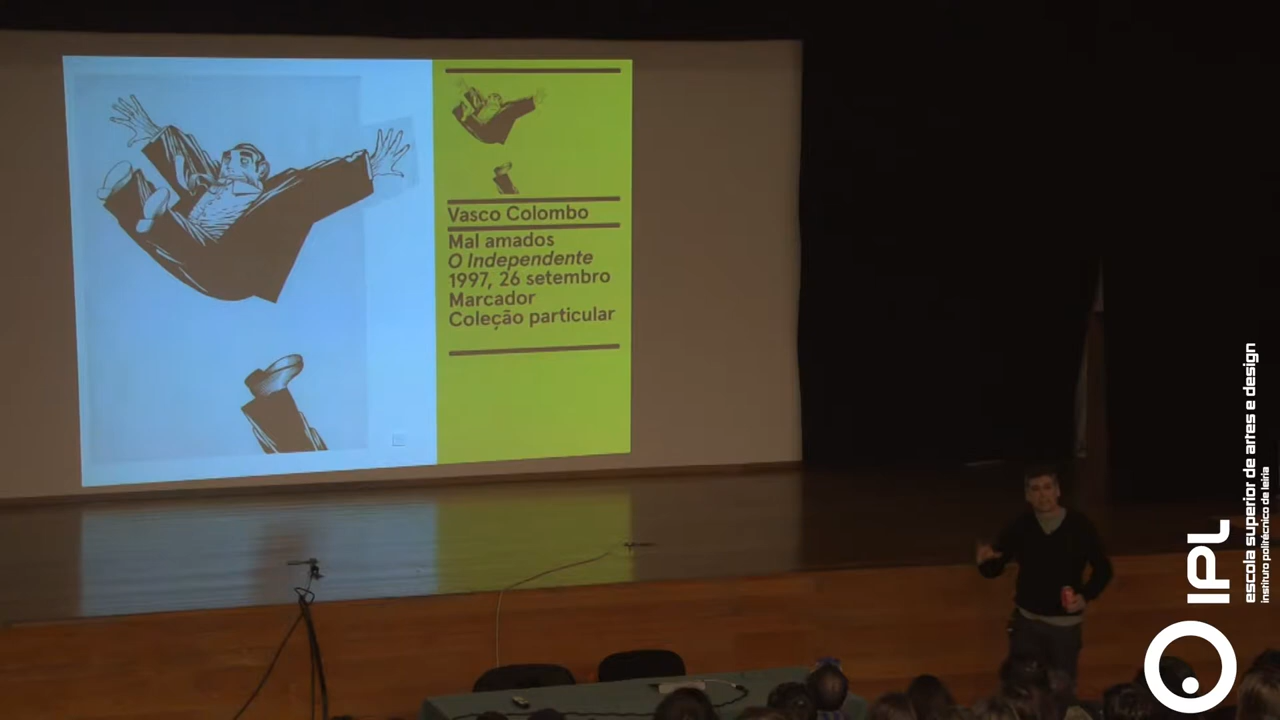 Vasco Colombo
Mal amados
O Independente
1997, 26 setembro
Marcador
Coleção particular
IPL
escola superior de artes e design
instituto politécnico de leiria